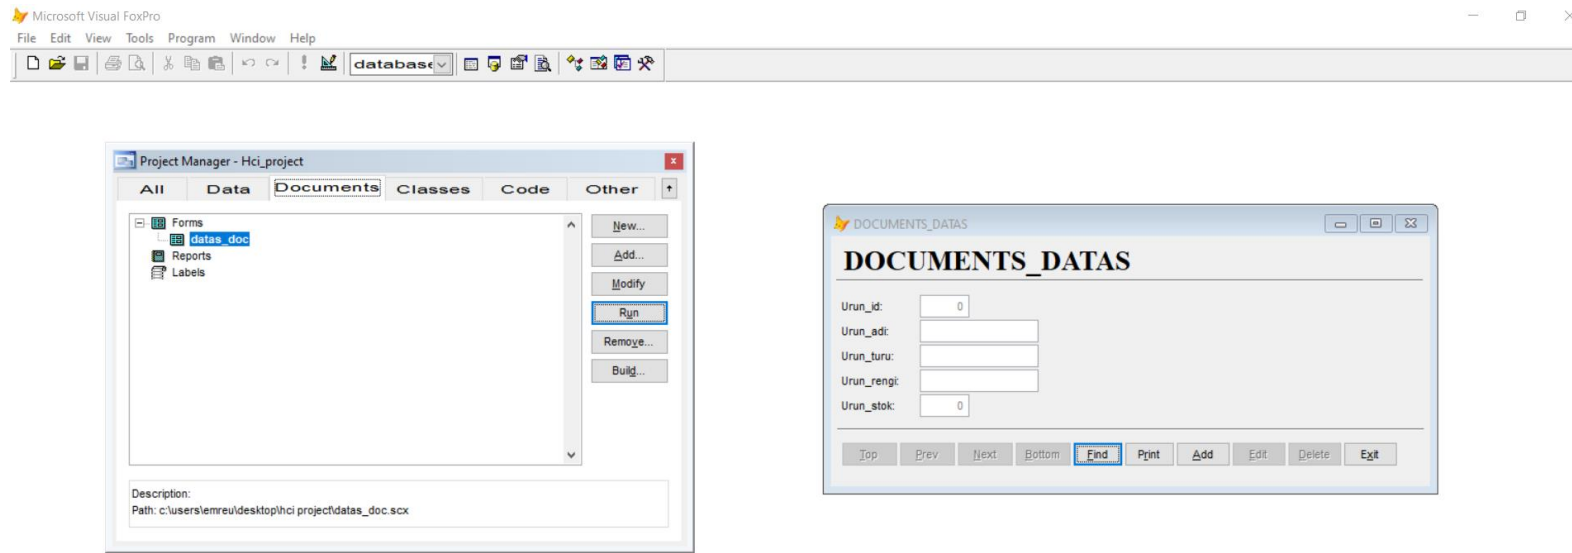 Microsoft Visual FoxPro
File Edit View Tools Program Window Help
database
Project Manager - Hci_project
All Data Documents Classes Code Other
Forms
datas_doc
Reports
Labels
New...
Add...
Modify
Run
Remove...
Build...
Description:
Path: c:\users\emreu\desktop\hci project\datas_doc.scx
DOCUMENTS_DATAS
DOCUMENTS_DATAS
Urun_id: 0
Urun_adi:
Urun_turu:
Urun_rengi:
Urun_stok: 0
Top Prev Next Bottom Find Print Add Edit Delete Exit